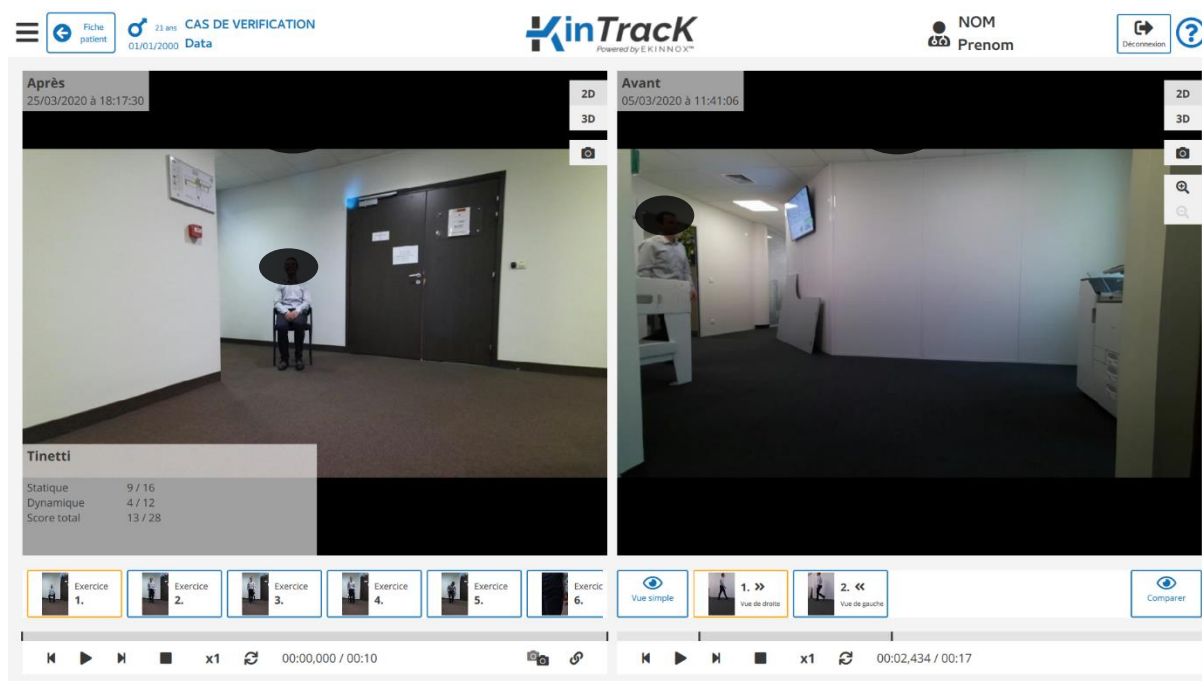 Fiche
patient
21 ans CAS DE VERIFICATION
01/01/2000 Data
KinTracK
Powered by EKINNOX™
NOM
Prenom
Déconnexion
?
Après
25/03/2020 à 18:17:30
2D
3D
Tinetti
Statique 9 / 16
Dynamique 4 / 12
Score total 13 / 28
Avant
05/03/2020 à 11:41:06
2D
3D
Exercice
1.
Exercice
2.
Exercice
3.
Exercice
4.
Exercice
5.
Exercic
6.
Vue simple
1. »
Vue de droite
2. «
Vue de gauche
Comparer
x1 00:00,000 / 00:10
x1 00:02,434 / 00:17